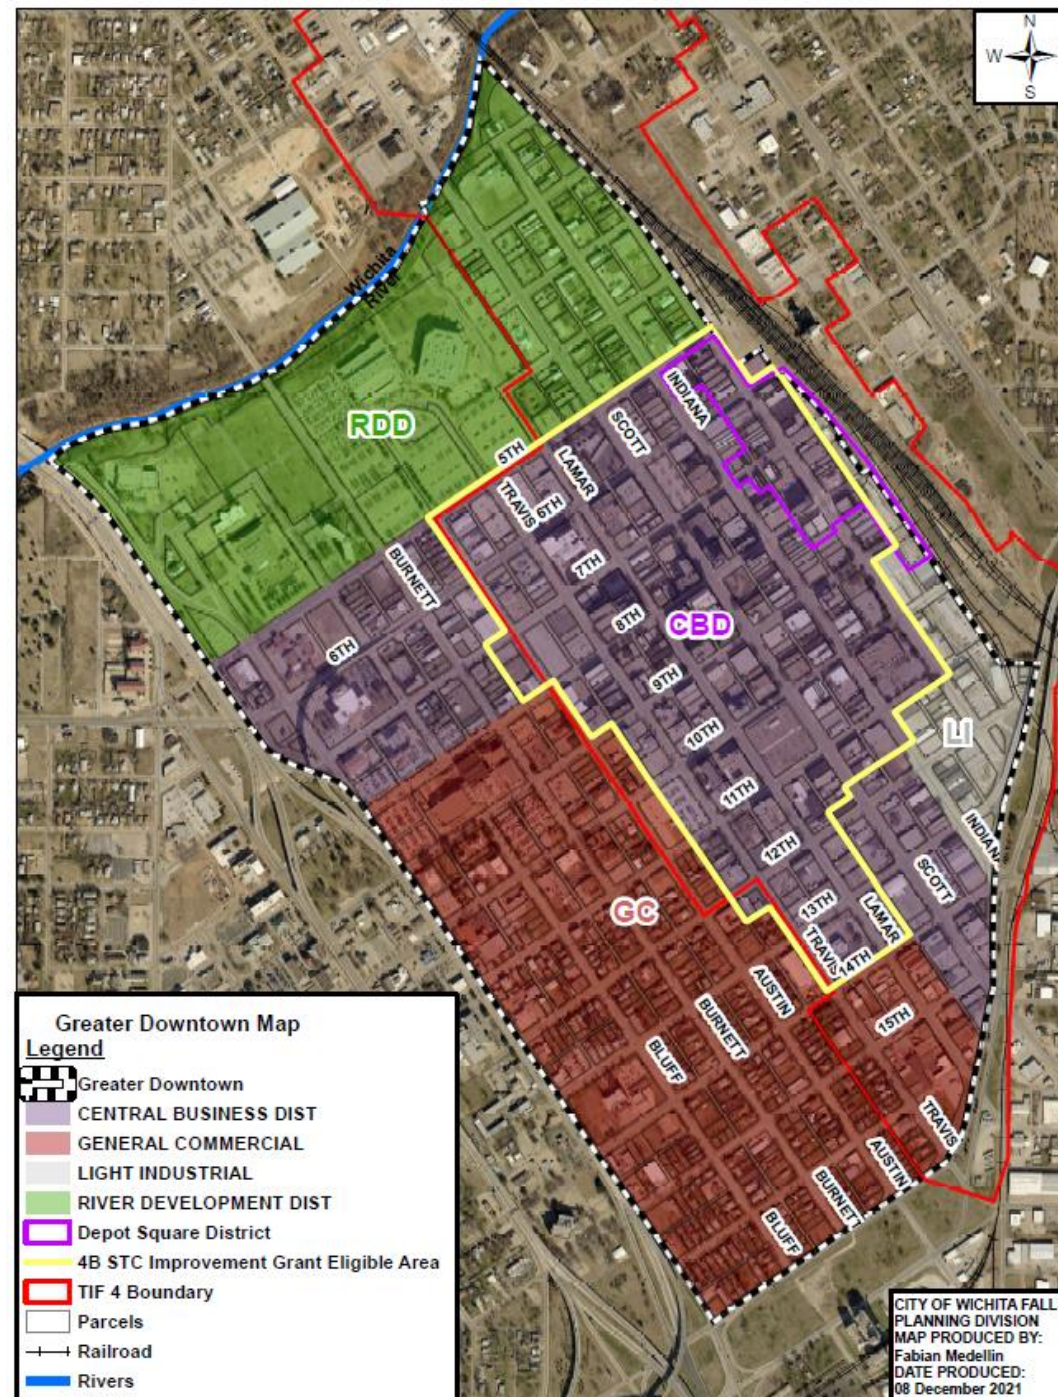 N
W
S
Wichita
River
RDD
INDIANA
SCOTT
5TH
LAMAR
TRAVIS
6TH
BURNETT
7TH
8TH
CBD
6TH
9TH
10TH
LI
11TH
INDIANA
12TH
SCOTT
13TH
LAMAR
GC
TRAVIS
14TH
AUSTIN
15TH
BURNETT
BLUFF
TRAVIS
AUSTIN
BURNETT
BLUFF
Greater Downtown Map
Legend
Greater Downtown
CENTRAL BUSINESS DIST
GENERAL COMMERCIAL
LIGHT INDUSTRIAL
RIVER DEVELOPMENT DIST
Depot Square District
4B STC Improvement Grant Eligible Area
TIF 4 Boundary
Parcels
Railroad
Rivers
CITY OF WICHITA FALL
PLANNING DIVISION
MAP PRODUCED BY:
Fabian Medellin
DATE PRODUCED:
08 December 2021